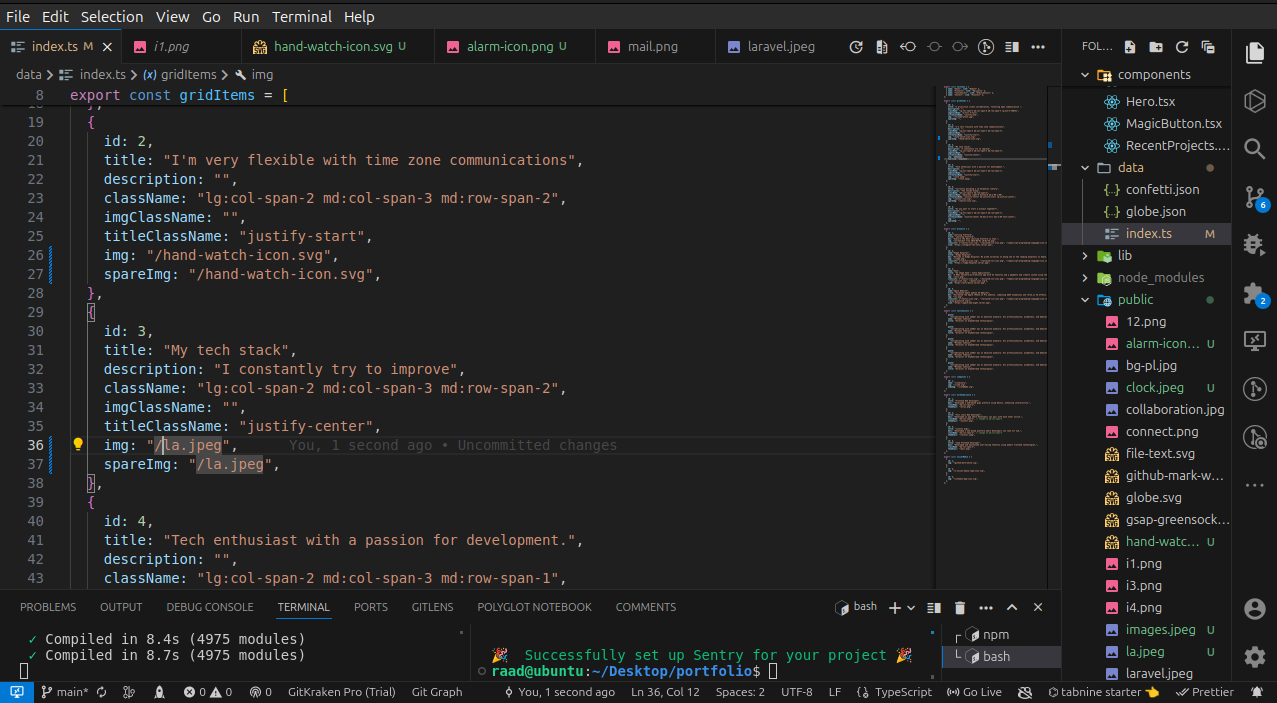 File Edit Selection View Go Run Terminal Help
index.ts M i1.png hand-watch-icon.svg U alarm-icon.png U mail.png laravel.jpeg
data > index.ts > (x) gridItems > img
8 export const gridItems = [
19 {
20 id: 2,
21 title: "I'm very flexible with time zone communications",
22 description: "",
23 className: "lg:col-span-2 md:col-span-3 md:row-span-2",
24 imgClassName: "",
25 titleClassName: "justify-start",
26 img: "/hand-watch-icon.svg",
27 spareImg: "/hand-watch-icon.svg",
28 },
29 {
30 id: 3,
31 title: "My tech stack",
32 description: "I constantly try to improve",
33 className: "lg:col-span-2 md:col-span-3 md:row-span-2",
34 imgClassName: "",
35 titleClassName: "justify-center",
36 img: "/la.jpeg", You, 1 second ago • Uncommitted changes
37 spareImg: "/la.jpeg",
38 },
39 {
40 id: 4,
41 title: "Tech enthusiast with a passion for development.",
42 description: "",
43 className: "lg:col-span-2 md:col-span-3 md:row-span-1",
FOL...
components
Hero.tsx
MagicButton.tsx
RecentProjects....
data
{..} confetti.json
{..} globe.json
index.ts M
lib
node_modules
public
12.png
alarm-icon... U
bg-pl.jpg
clock.jpeg U
collaboration.jpg
connect.png
file-text.svg
github-mark-w...
globe.svg
gsap-greensock...
hand-watc... U
i1.png
i3.png
i4.png
images.jpeg U
la.jpeg U
laravel.jpeg
6
2
PROBLEMS OUTPUT DEBUG CONSOLE TERMINAL PORTS GITLENS POLYGLOT NOTEBOOK COMMENTS bash
✓ Compiled in 8.4s (4975 modules)
✓ Compiled in 8.7s (4975 modules)
🎉 Successfully set up Sentry for your project 🎉
raad@ubuntu:~/Desktop/portfolio$
npm
bash
main* 0 0 0 GitKraken Pro (Trial) Git Graph You, 1 second ago Ln 36, Col 12 Spaces: 2 UTF-8 LF TypeScript Go Live tabnine starter 👈 Prettier